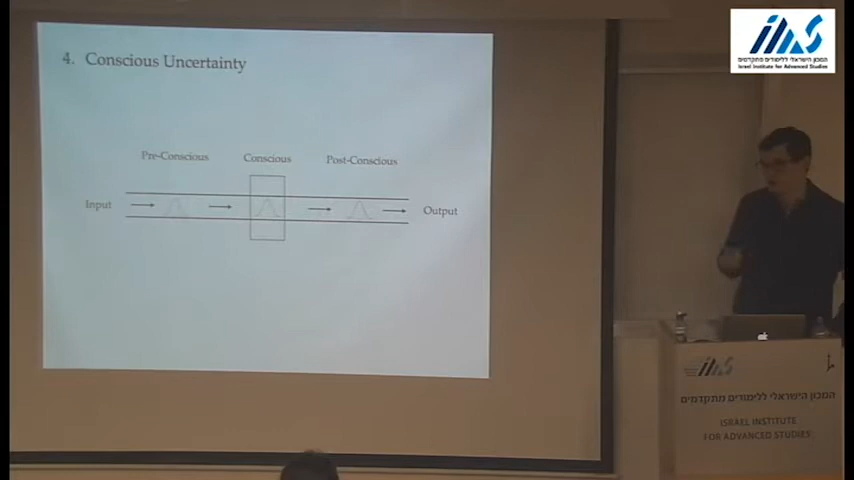 4. Conscious Uncertainty
Pre-Conscious
Conscious
Post-Conscious
Input
Output
המכון הישראלי ללימודים מתקדמים
Israel Institute for Advanced Studies
המכון הישראלי ללימודים מתקדמים
ISRAEL INSTITUTE
FOR ADVANCED STUDIES